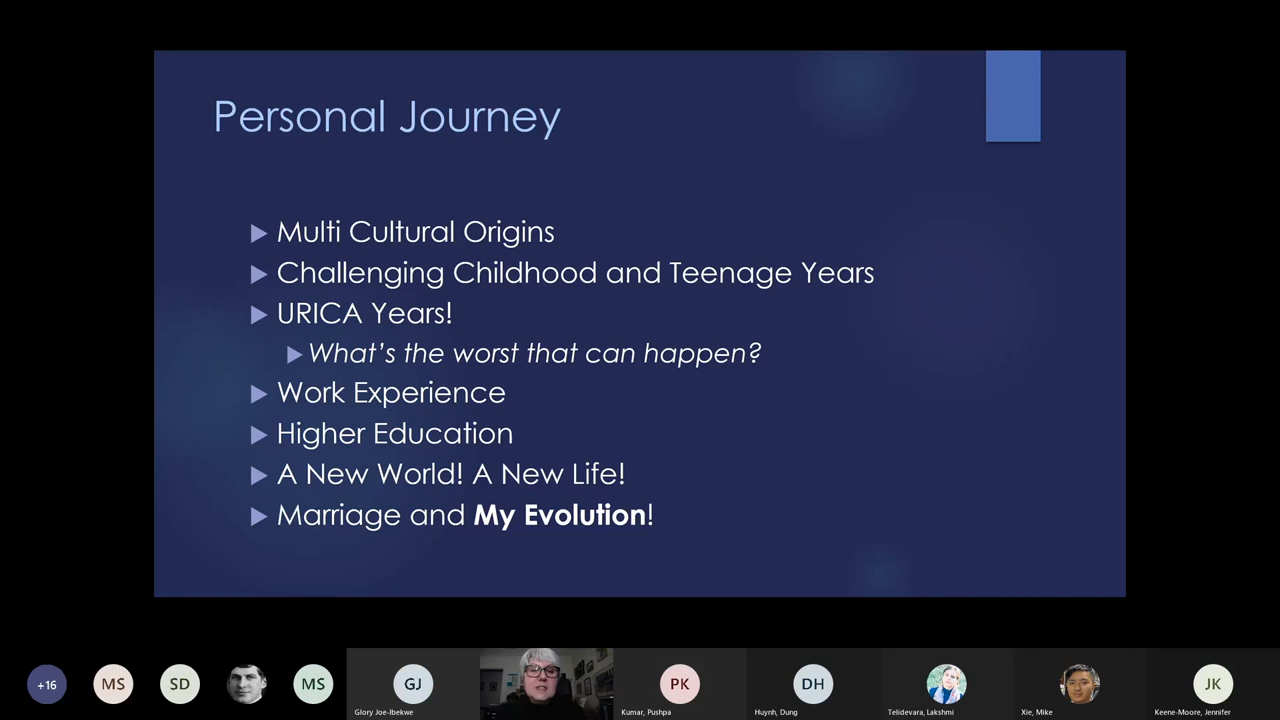 Personal Journey
Multi Cultural Origins
Challenging Childhood and Teenage Years
URICA Years!
What's the worst that can happen?
Work Experience
Higher Education
A New World! A New Life!
Marriage and My Evolution!
+16
MS
SD
MS
GJ
PK
DH
JK
Glory Joe-Ibekwe
Kumar, Pushpa
Huynh, Dung
Telidevara, Lakshmi
Xie, Mike
Keene-Moore, Jennifer